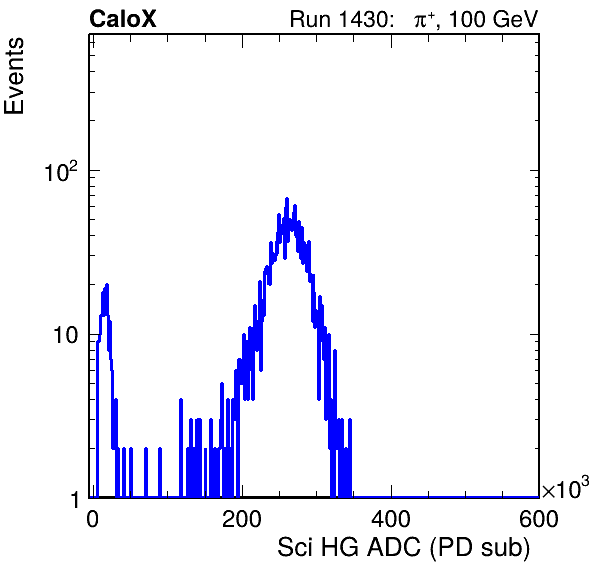 CaloX Run 1430: π⁺, 100 GeV
Events
10²
10
1
0 200 400 600
×10³
Sci HG ADC (PD sub)